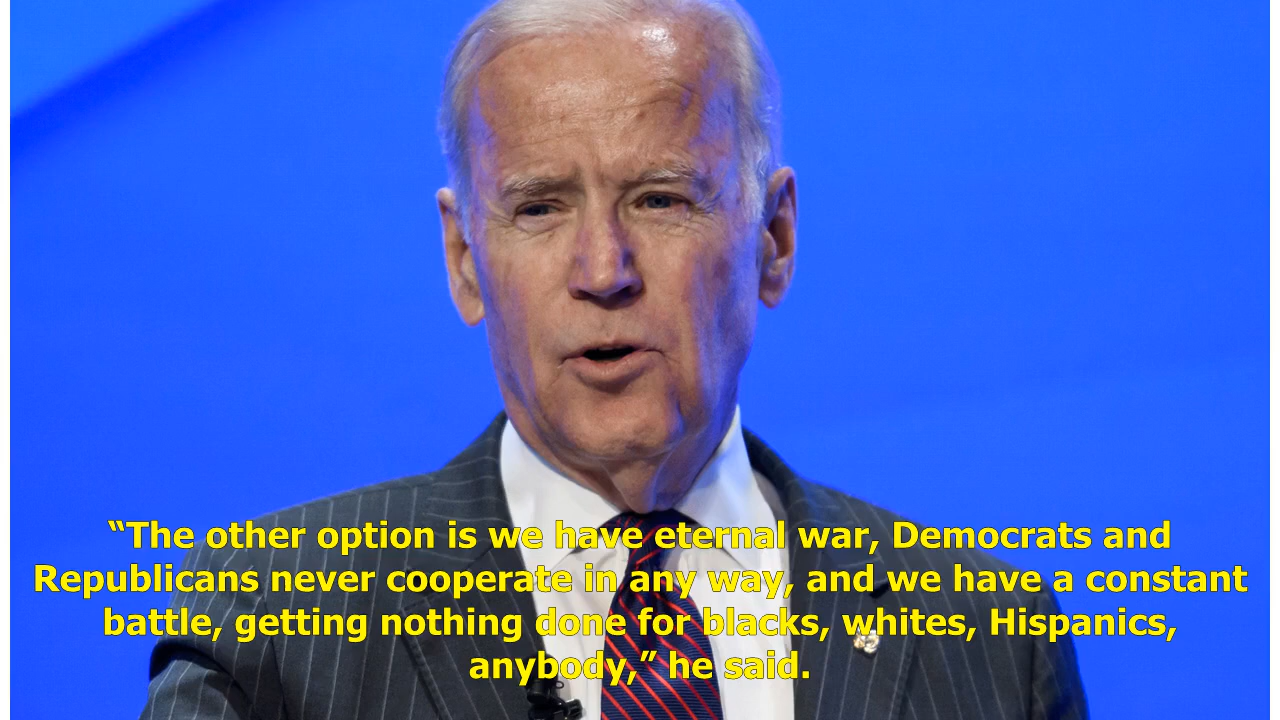 “The other option is we have eternal war, Democrats and
Republicans never cooperate in any way, and we have a constant
battle, getting nothing done for blacks, whites, Hispanics,
anybody,” he said.